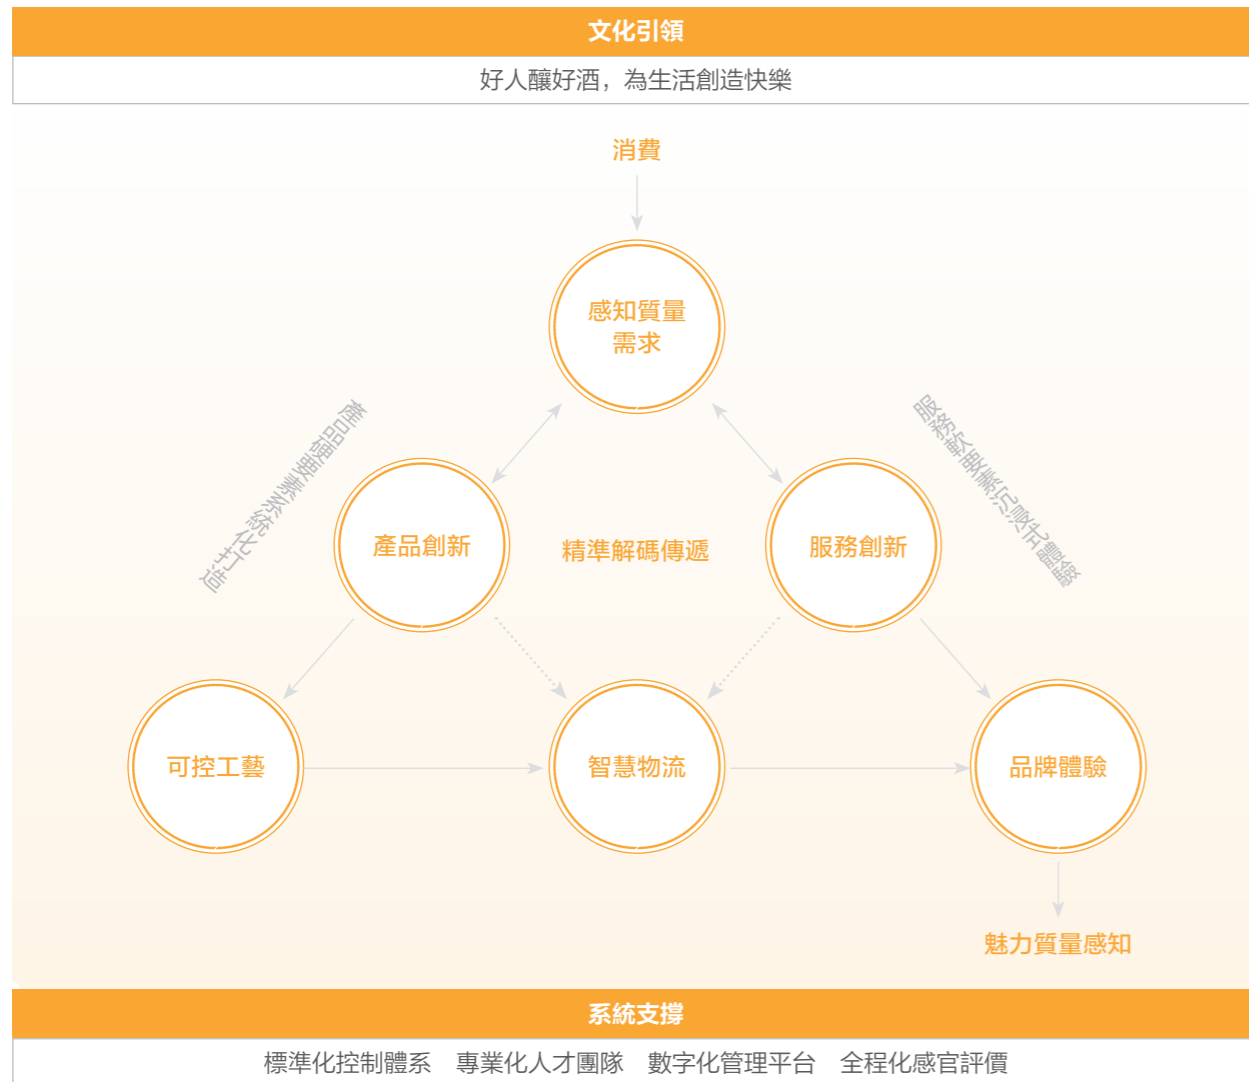 文化引領
好人釀好酒，為生活創造快樂
消費
感知質量
需求
產品硬要素系統化打造
服務軟要素沉浸式體驗
產品創新
精準解碼傳遞
服務創新
可控工藝
智慧物流
品牌體驗
魅力質量感知
系統支撐
標準化控制體系 專業化人才團隊 數字化管理平台 全程化感官評價